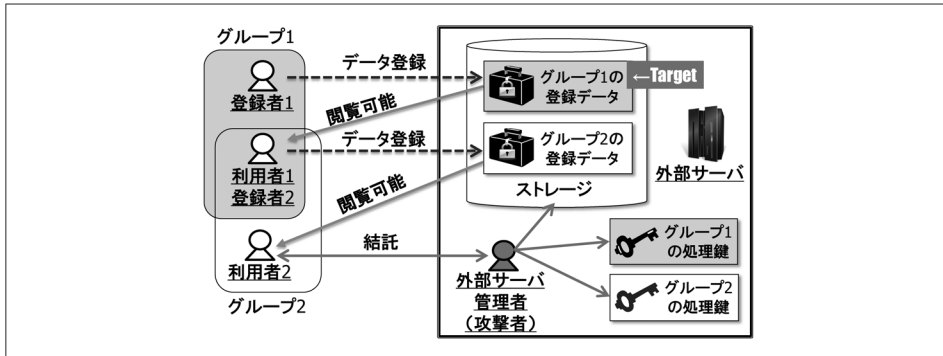 グループ1
登録者1
利用者1
登録者2
利用者2
グループ2
データ登録
閲覧可能
データ登録
閲覧可能
結託
グループ1の
登録データ
←Target
グループ2の
登録データ
ストレージ
外部サーバ
外部サーバ
管理者
（攻撃者）
グループ1
の処理鍵
グループ2
の処理鍵